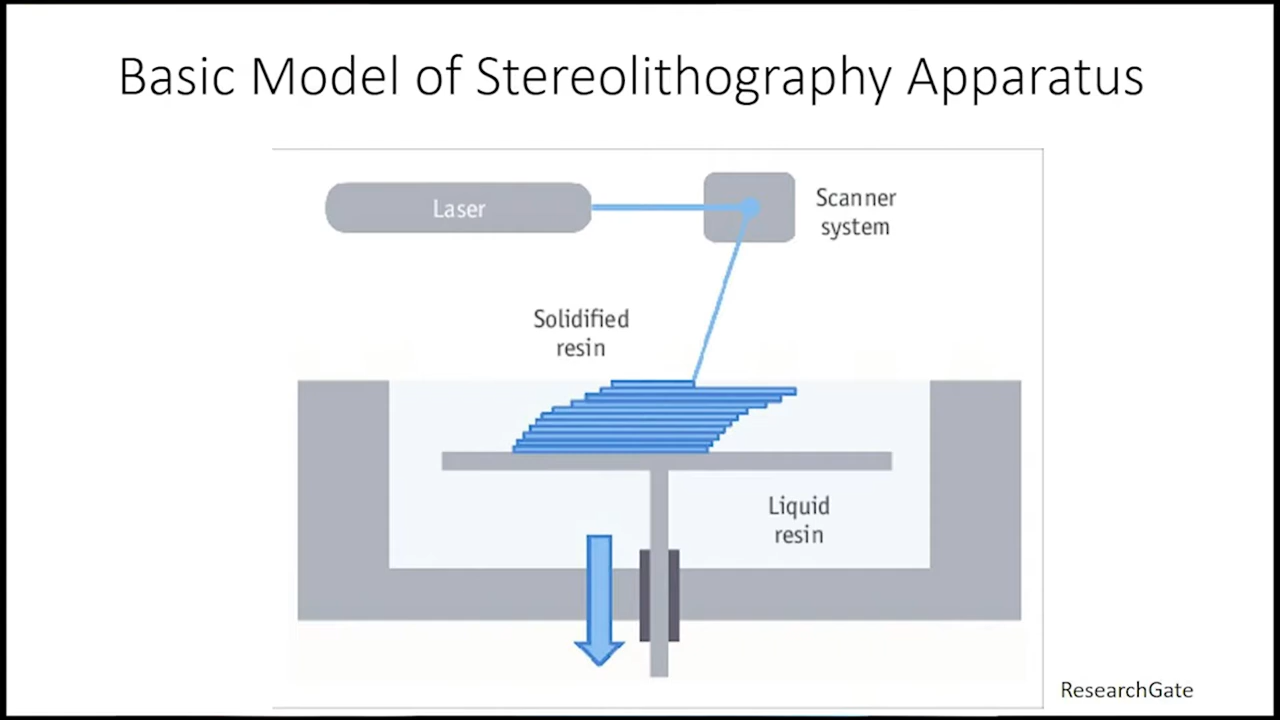 Basic Model of Stereolithography Apparatus
Laser
Scanner
system
Solidified
resin
Liquid
resin
ResearchGate